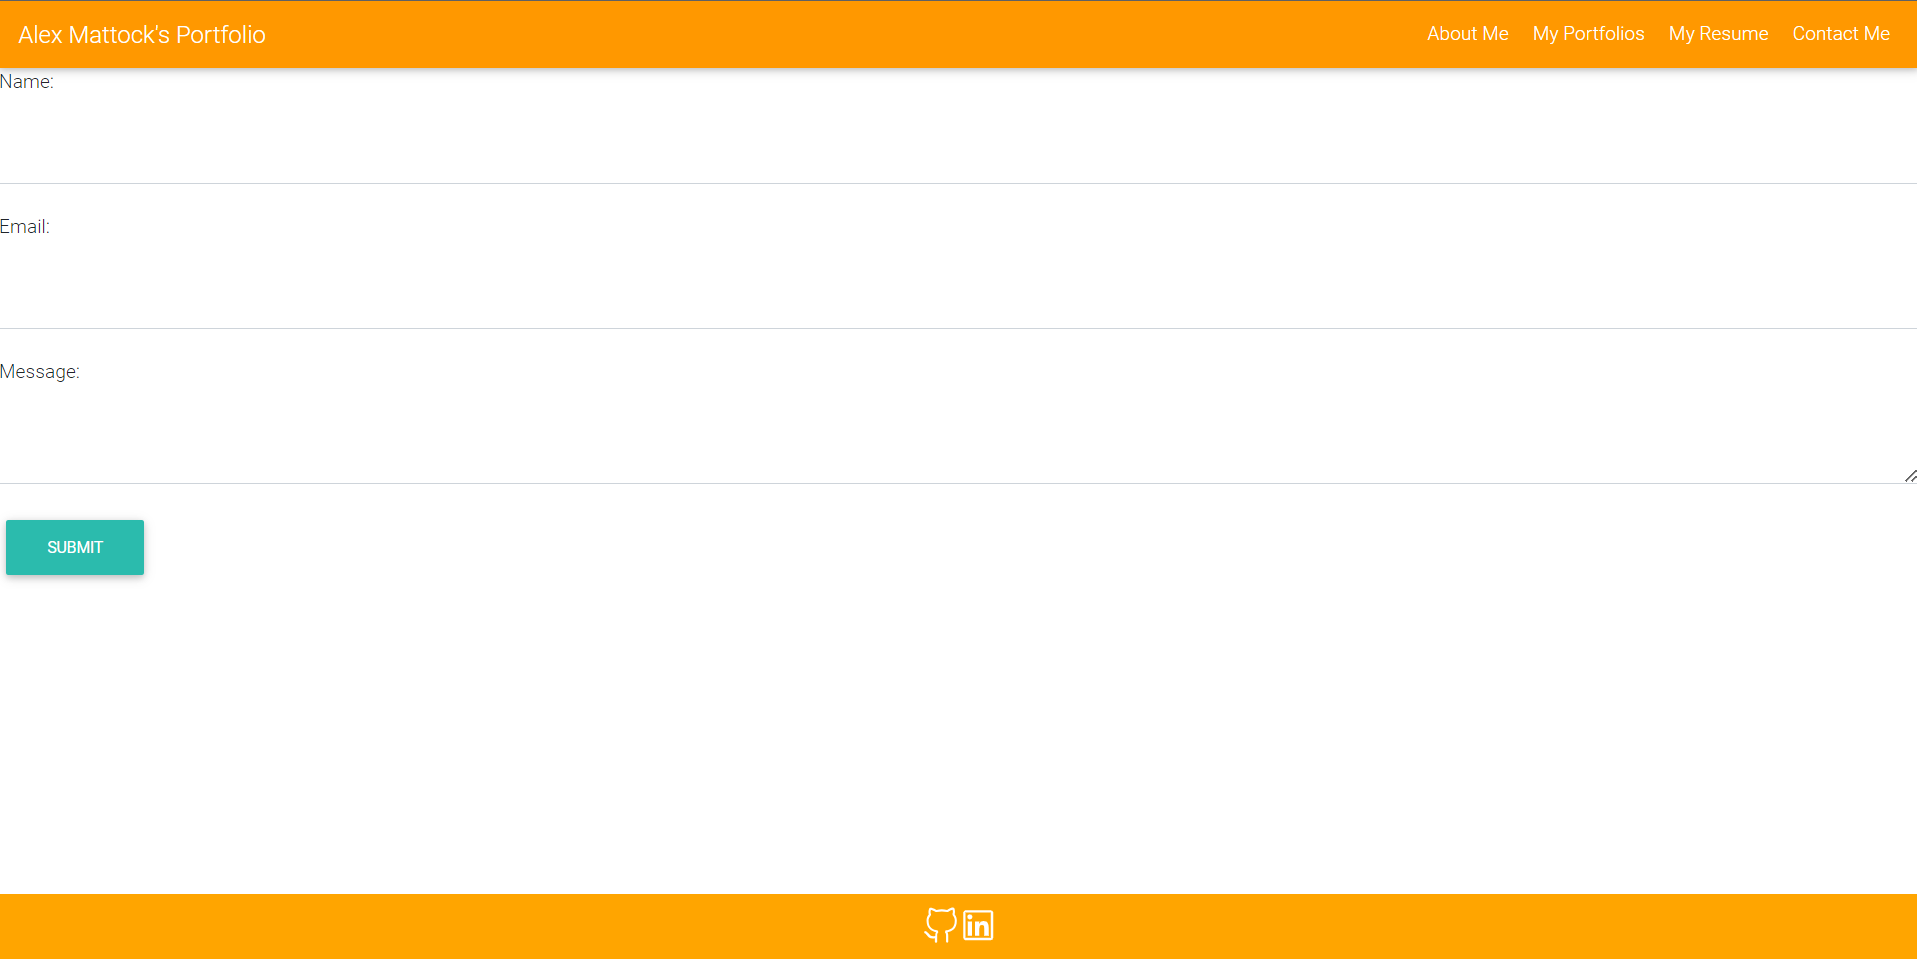 Alex Mattock's Portfolio
About Me My Portfolios My Resume Contact Me
Name:
Email:
Message:
SUBMIT
in